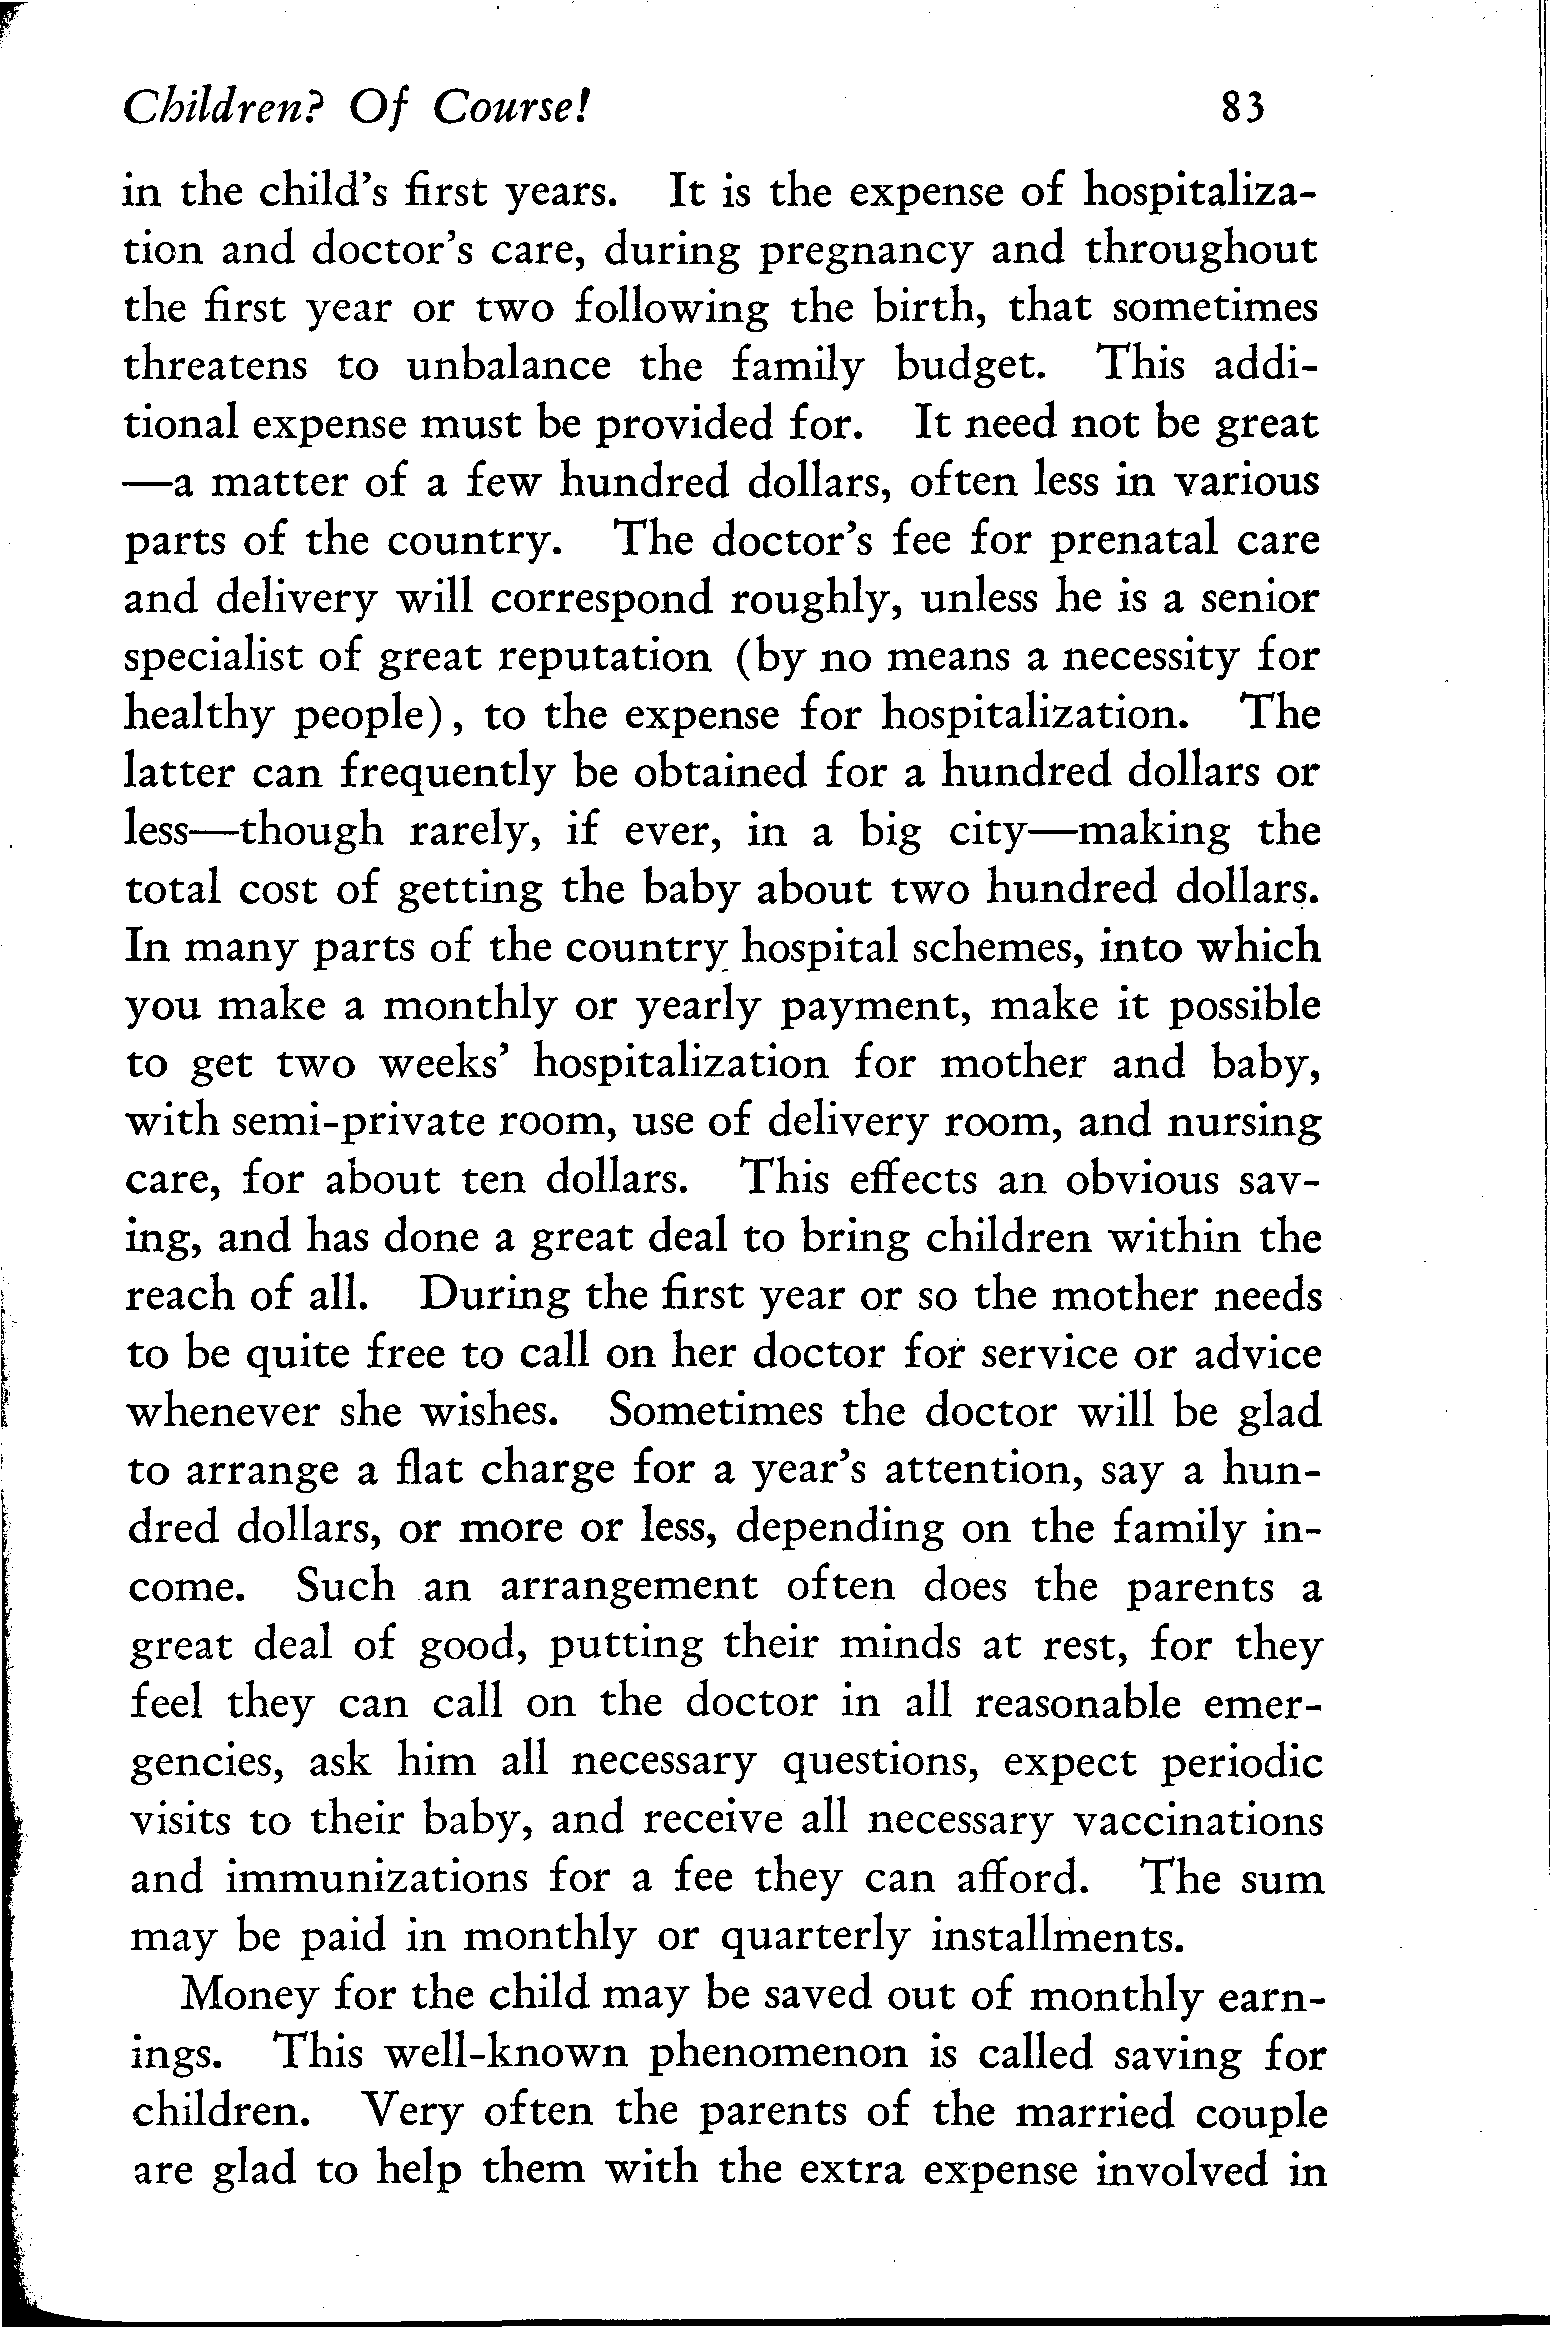 Children? Of Course! 83
in the child's first years. It is the expense of hospitaliza-
tion and doctor's care, during pregnancy and throughout
the first year or two following the birth, that sometimes
threatens to unbalance the family budget. This addi-
tional expense must be provided for. It need not be great
—a matter of a few hundred dollars, often less in various
parts of the country. The doctor's fee for prenatal care
and delivery will correspond roughly, unless he is a senior
specialist of great reputation (by no means a necessity for
healthy people), to the expense for hospitalization. The
latter can frequently be obtained for a hundred dollars or
less—though rarely, if ever, in a big city—making the
total cost of getting the baby about two hundred dollars.
In many parts of the country hospital schemes, into which
you make a monthly or yearly payment, make it possible
to get two weeks' hospitalization for mother and baby,
with semi-private room, use of delivery room, and nursing
care, for about ten dollars. This effects an obvious sav-
ing, and has done a great deal to bring children within the
reach of all. During the first year or so the mother needs
to be quite free to call on her doctor for service or advice
whenever she wishes. Sometimes the doctor will be glad
to arrange a flat charge for a year's attention, say a hun-
dred dollars, or more or less, depending on the family in-
come. Such an arrangement often does the parents a
great deal of good, putting their minds at rest, for they
feel they can call on the doctor in all reasonable emer-
gencies, ask him all necessary questions, expect periodic
visits to their baby, and receive all necessary vaccinations
and immunizations for a fee they can afford. The sum
may be paid in monthly or quarterly installments.
Money for the child may be saved out of monthly earn-
ings. This well-known phenomenon is called saving for
children. Very often the parents of the married couple
are glad to help them with the extra expense involved in